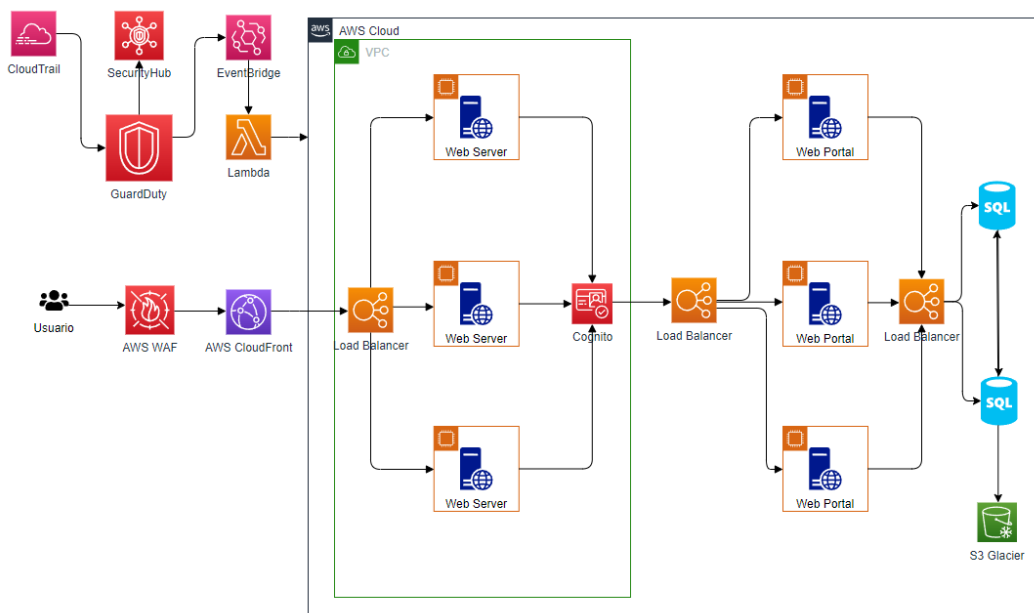 aws
AWS Cloud
VPC
CloudTrail
SecurityHub
EventBridge
GuardDuty
Lambda
Web Server
Web Portal
SQL
Usuario
AWS WAF
AWS CloudFront
Load Balancer
Web Server
Cognito
Load Balancer
Web Portal
Load Balancer
SQL
Web Server
Web Portal
S3 Glacier